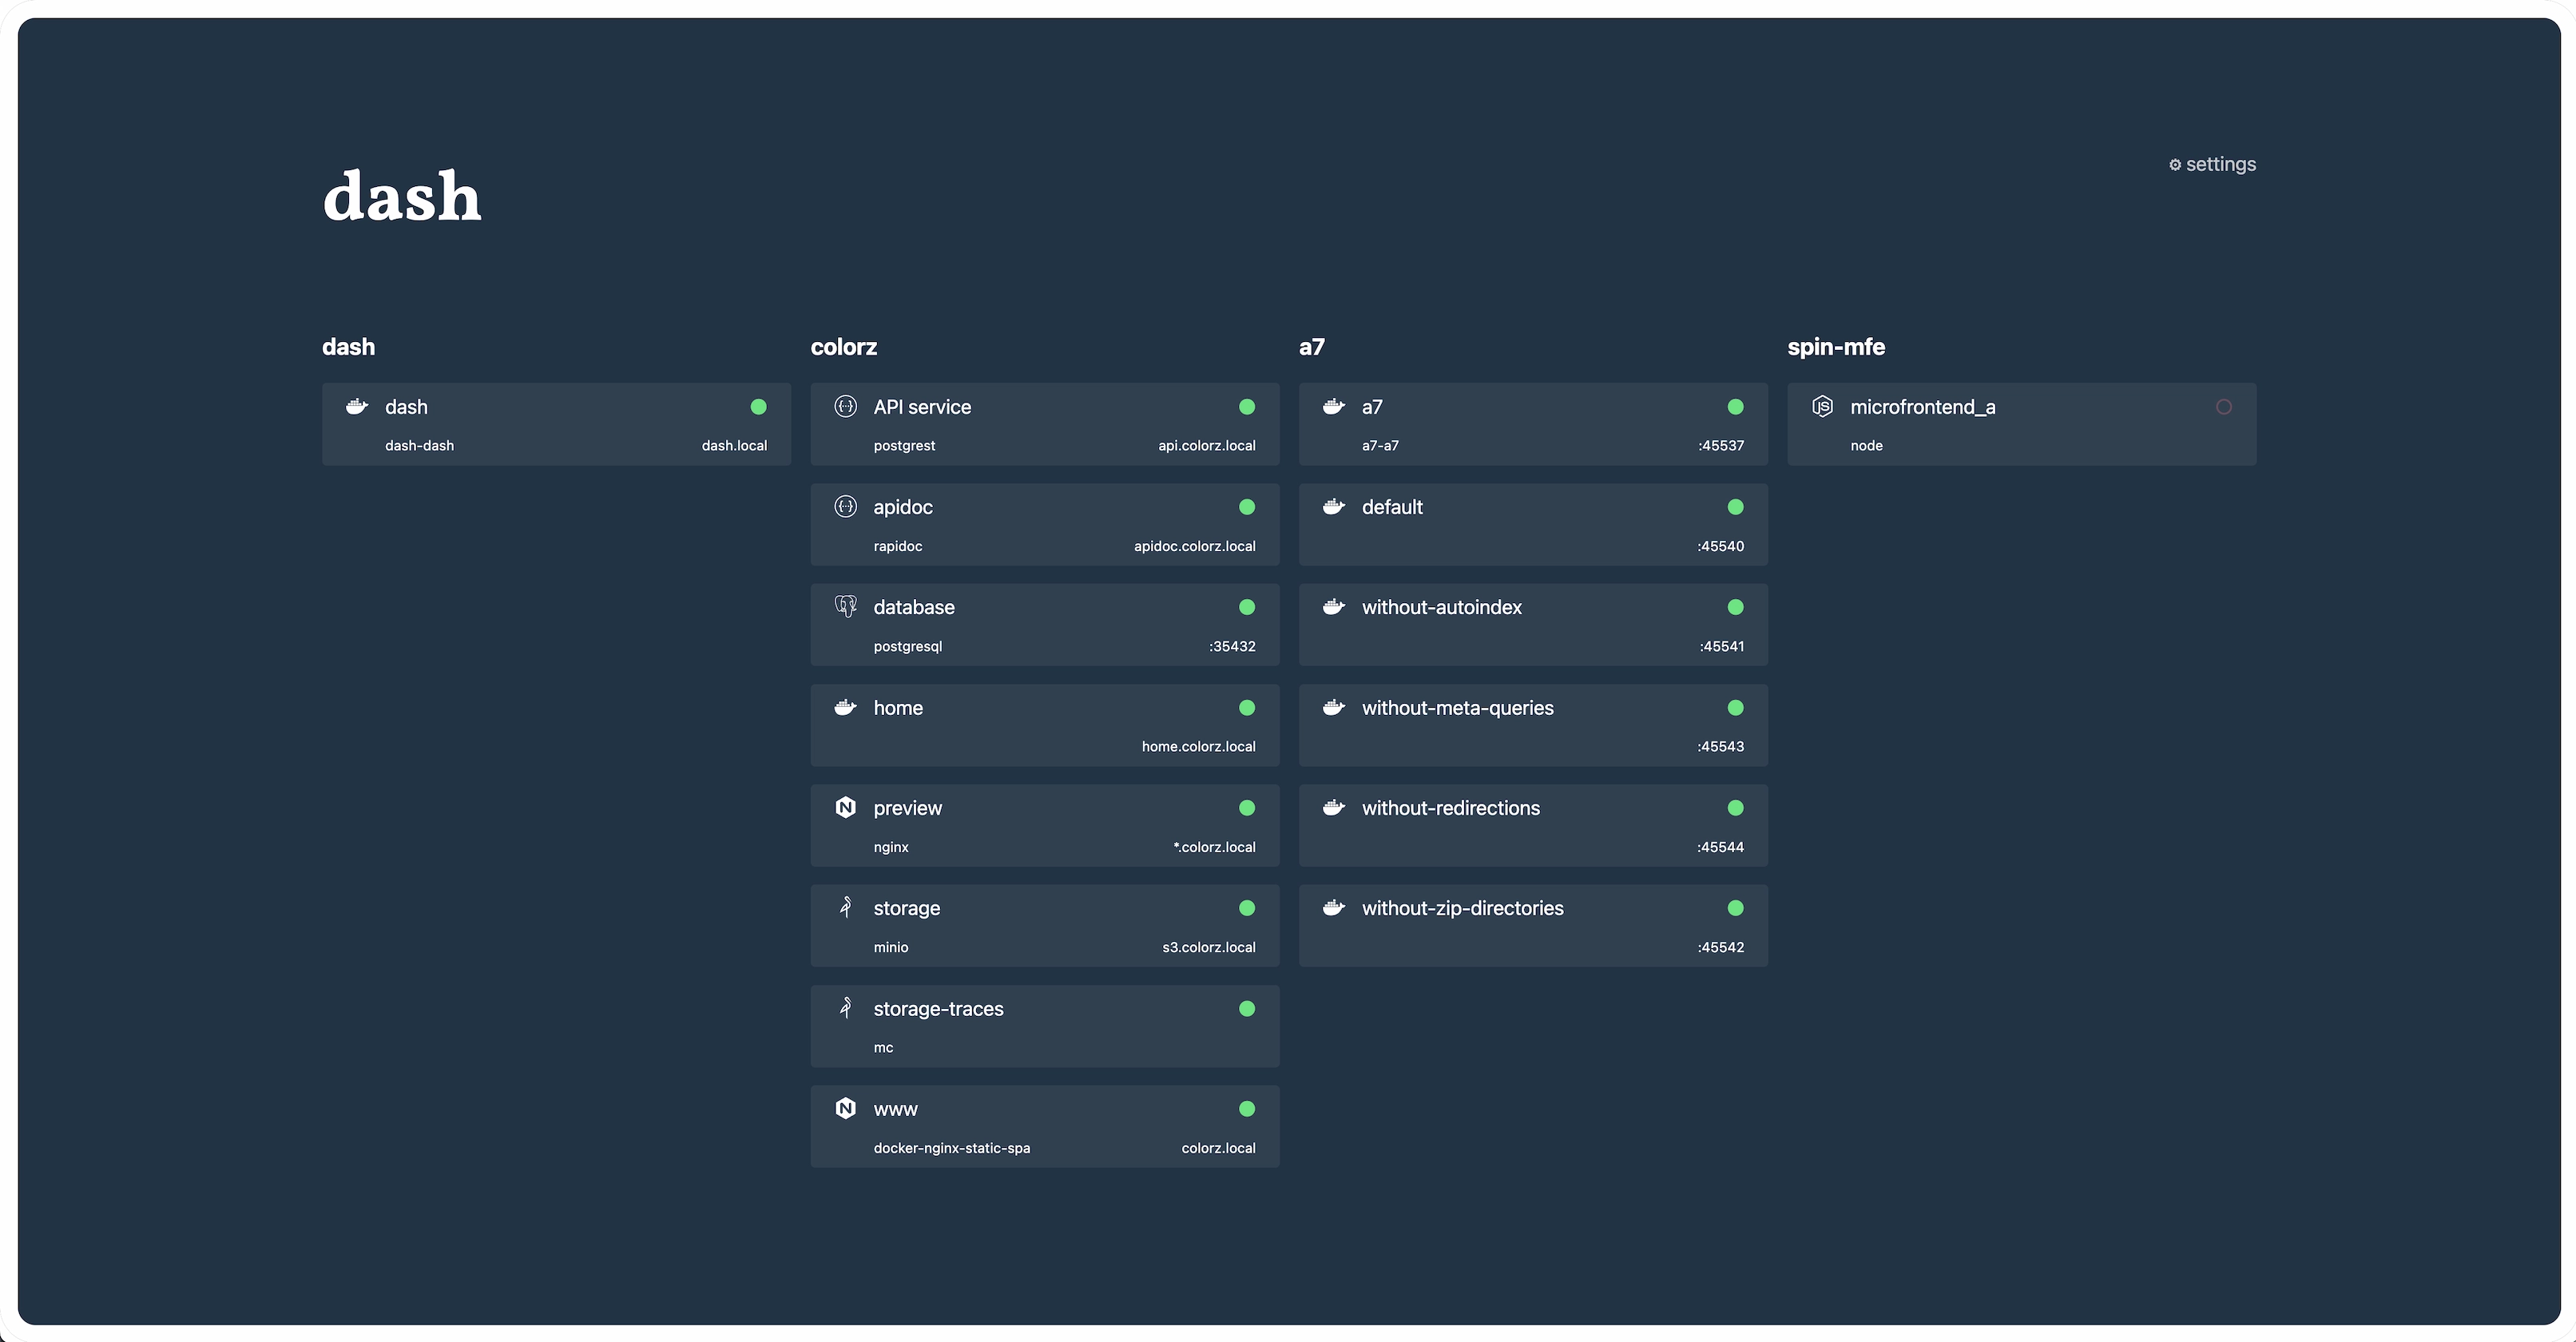 dash
⚙ settings
dash
dash
dash-dash dash.local
colorz
API service
postgrest api.colorz.local
apidoc
rapidoc apidoc.colorz.local
database
postgresql :35432
home
home.colorz.local
preview
nginx *.colorz.local
storage
minio s3.colorz.local
storage-traces
mc
www
docker-nginx-static-spa colorz.local
a7
a7
a7-a7 :45537
default
:45540
without-autoindex
:45541
without-meta-queries
:45543
without-redirections
:45544
without-zip-directories
:45542
spin-mfe
JS microfrontend_a
node